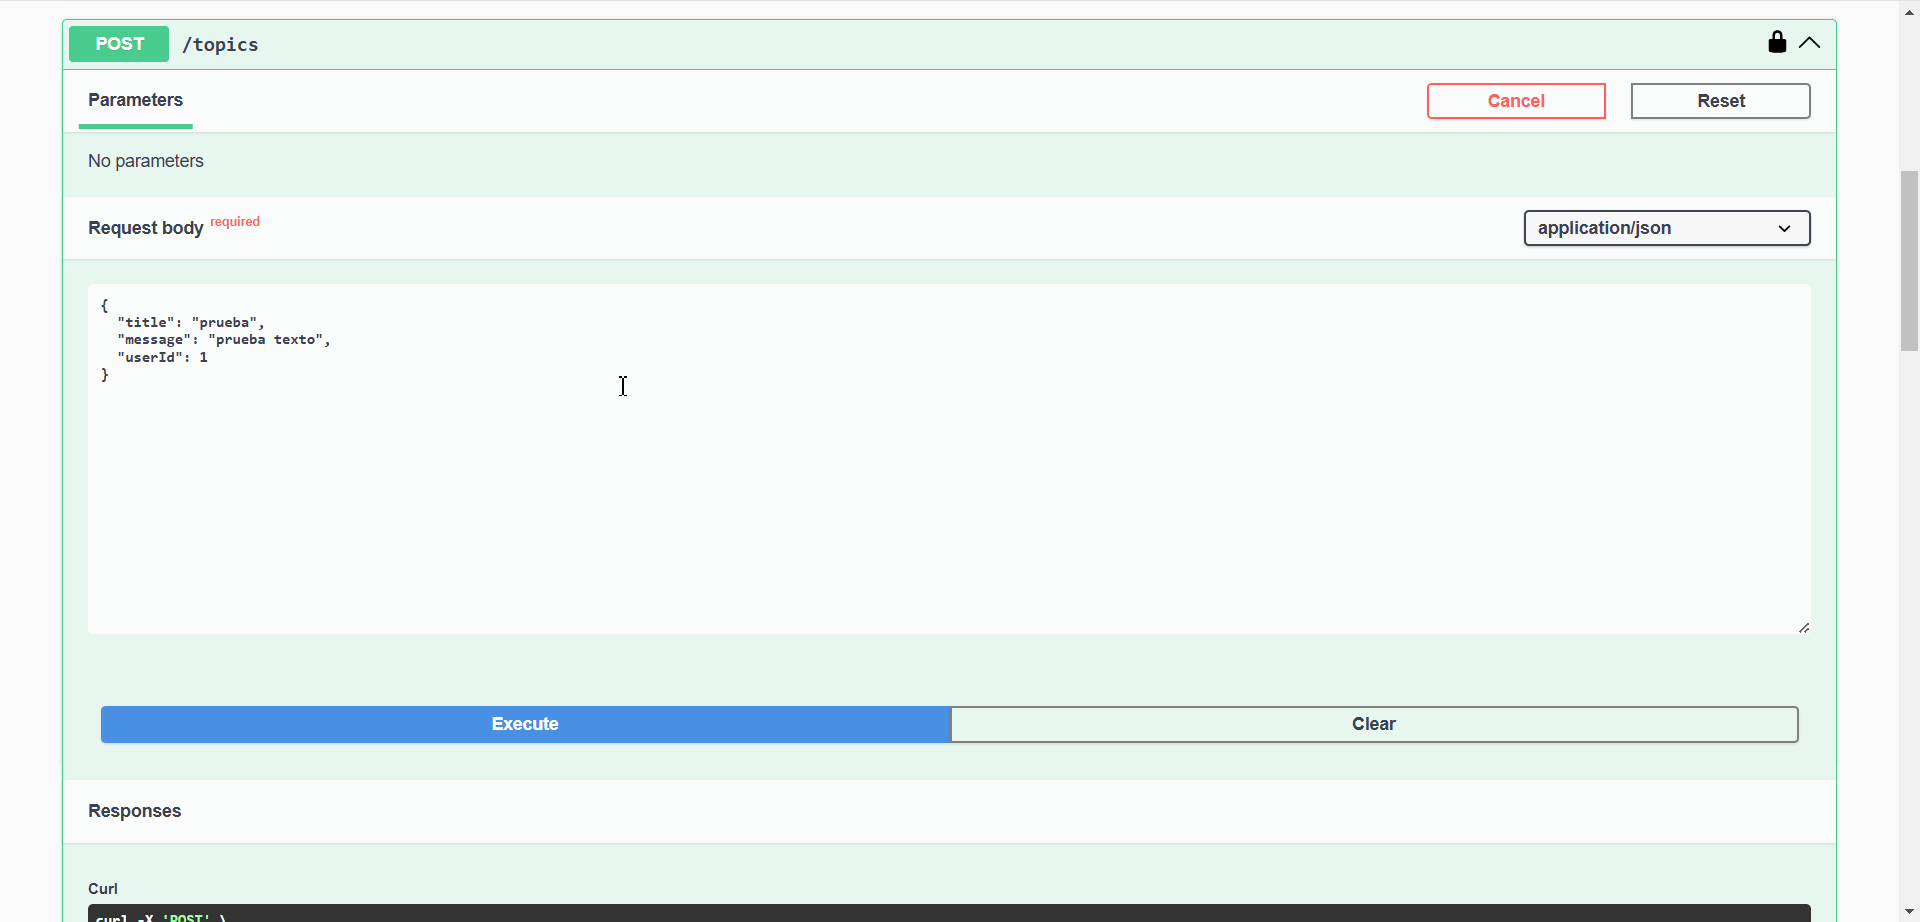 POST /topics
Parameters
Cancel
Reset
No parameters
Request body required
application/json
{
  "title": "prueba",
  "message": "prueba texto",
  "userId": 1
}
Execute
Clear
Responses
Curl
curl -X 'POST' \